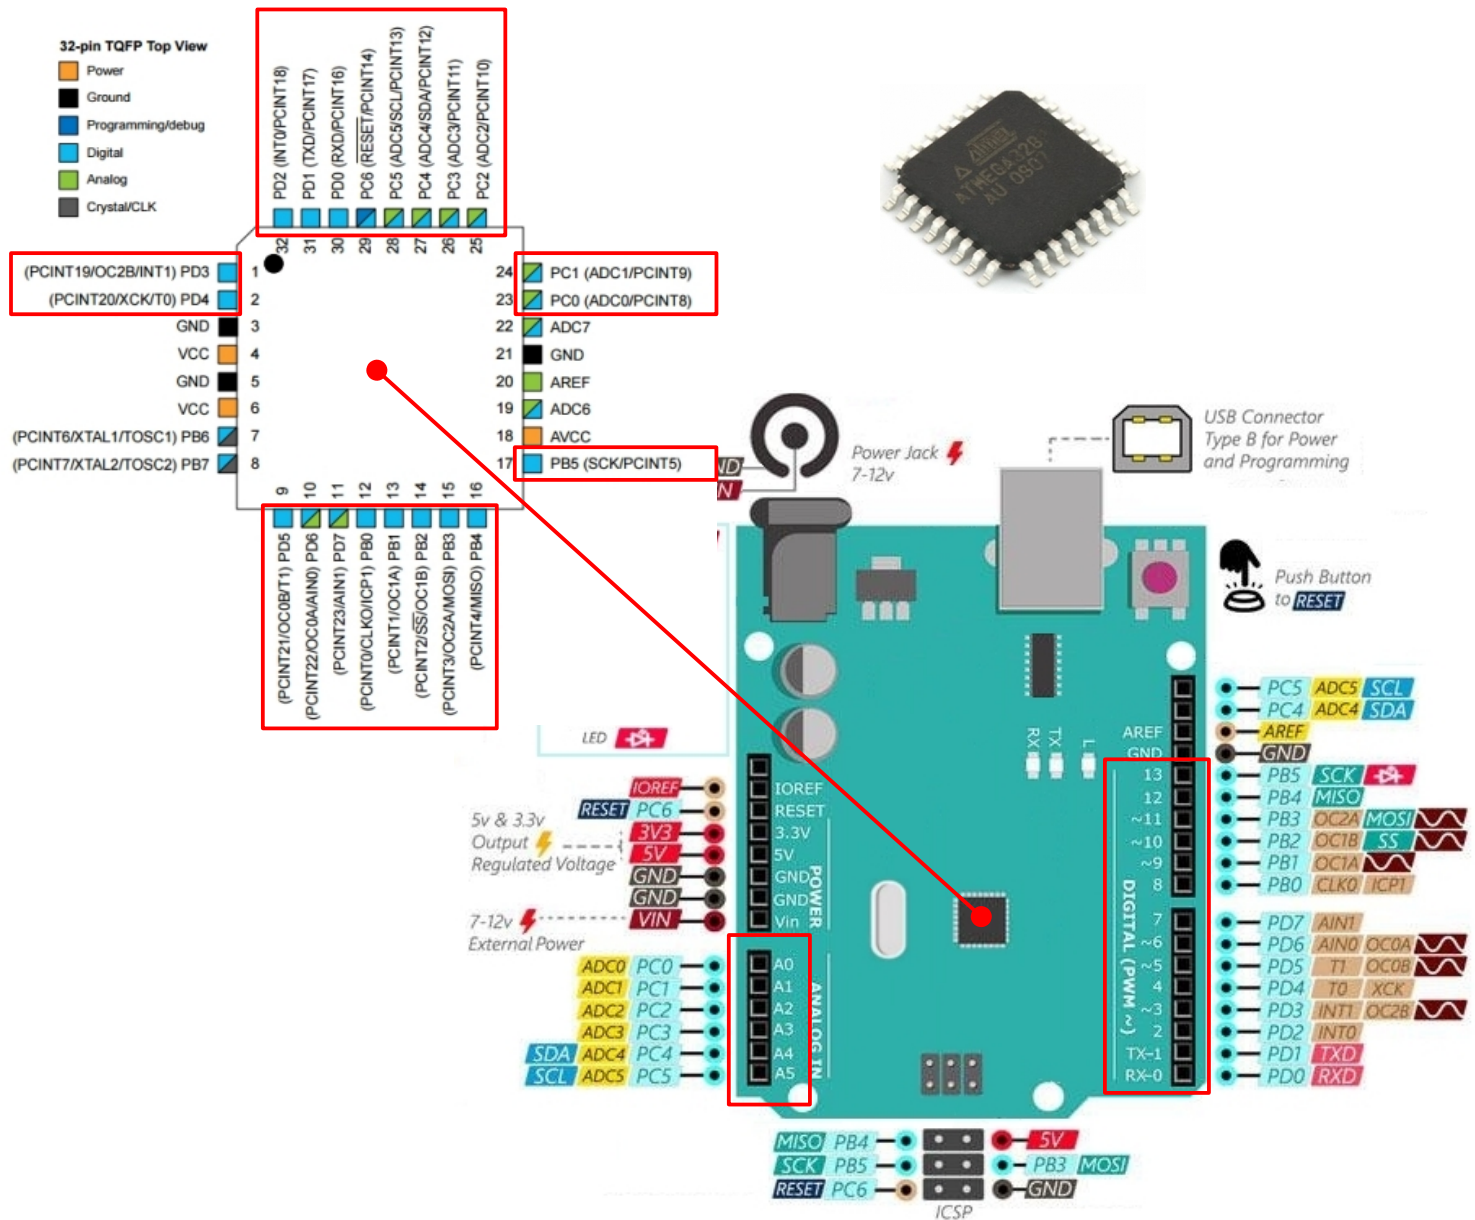 32-pin TQFP Top View
Power
Ground
Programming/debug
Digital
Analog
Crystal/CLK
PD2 (INT0/PCINT18)
PD1 (TXD/PCINT17)
PD0 (RXD/PCINT16)
PC6 (RESET/PCINT14)
PC5 (ADC5/SCL/PCINT13)
PC4 (ADC4/SDA/PCINT12)
PC3 (ADC3/PCINT11)
PC2 (ADC2/PCINT10)
32 31 30 29 28 27 26 25
(PCINT19/OC2B/INT1) PD3 1
(PCINT20/XCK/T0) PD4 2
GND 3
VCC 4
GND 5
VCC 6
(PCINT6/XTAL1/TOSC1) PB6 7
(PCINT7/XTAL2/TOSC2) PB7 8
24 PC1 (ADC1/PCINT9)
23 PC0 (ADC0/PCINT8)
22 ADC7
21 GND
20 AREF
19 ADC6
18 AVCC
17 PB5 (SCK/PCINT5)
9 10 11 12 13 14 15 16
(PCINT21/OC0B/T1) PD5
(PCINT22/OC0A/AIN0) PD6
(PCINT23/AIN1) PD7
(PCINT0/CLKO/ICP1) PB0
(PCINT1/OC1A) PB1
(PCINT2/SS/OC1B) PB2
(PCINT3/OC2A/MOSI) PB3
(PCINT4/MISO) PB4
ATMEL
ATMEGA328
AU 0907
ND
N
Power Jack
7-12v
USB Connector
Type B for Power
and Programming
Push Button
to RESET
LED
RX TX L
IOREF
RESET PC6
3V3
5V
GND
GND
VIN
5v & 3.3v
Output
Regulated Voltage
7-12v
External Power
IOREF
RESET
3.3V
5V
GND
GND
Vin
POWER
ADC0 PC0
ADC1 PC1
ADC2 PC2
ADC3 PC3
SDA ADC4 PC4
SCL ADC5 PC5
A0
A1
A2
A3
A4
A5
ANALOG IN
AREF
GND
13
12
~11
~10
~9
8
7
~6
~5
4
~3
2
TX-1
RX-0
DIGITAL (PWM ~)
PC5 ADC5 SCL
PC4 ADC4 SDA
AREF
GND
PB5 SCK
PB4 MISO
PB3 OC2A MOSI
PB2 OC1B SS
PB1 OC1A
PB0 CLK0 ICP1
PD7 AIN1
PD6 AIN0 OC0A
PD5 T1 OC0B
PD4 T0 XCK
PD3 INT1 OC2B
PD2 INT0
PD1 TXD
PD0 RXD
MISO PB4 5V
SCK PB5 PB3 MOSI
RESET PC6 GND
ICSP